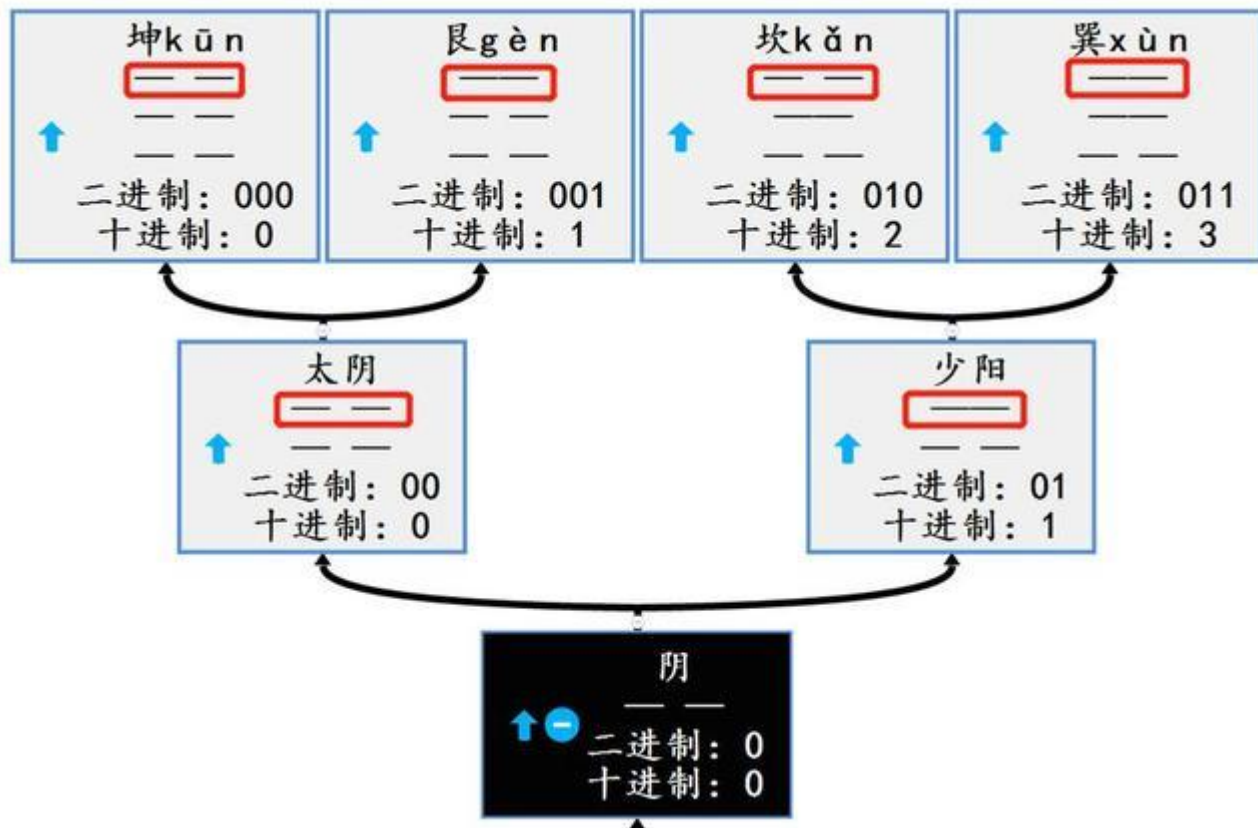 坤kūn
二进制：000
十进制：0
艮gèn
二进制：001
十进制：1
坎kǎn
二进制：010
十进制：2
巽xùn
二进制：011
十进制：3
太阴
二进制：00
十进制：0
少阳
二进制：01
十进制：1
阴
二进制：0
十进制：0